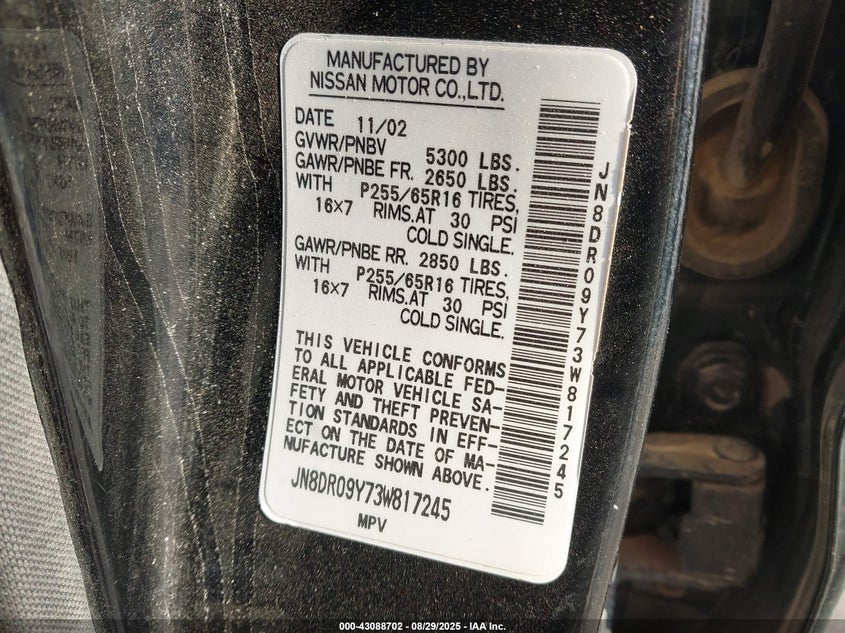 MANUFACTURED BY
NISSAN MOTOR CO.,LTD.
DATE 11/02
GVWR/PNBV 5300 LBS.
GAWR/PNBE FR. 2650 LBS.
WITH P255/65R16 TIRES,
16×7 RIMS.AT 30 PSI
COLD SINGLE.
GAWR/PNBE RR. 2850 LBS.
WITH P255/65R16 TIRES,
16×7 RIMS.AT 30 PSI
COLD SINGLE.
THIS VEHICLE CONFORMS
TO ALL APPLICABLE FED-
ERAL MOTOR VEHICLE SA-
FETY AND THEFT PREVEN-
TION STANDARDS IN EFF-
ECT ON THE DATE OF MA-
NUFACTURE SHOWN ABOVE.
JN8DR09Y73W817245
MPV
JN8DR09Y73W817245
000-43088702 - 08/29/2025 - IAA Inc.